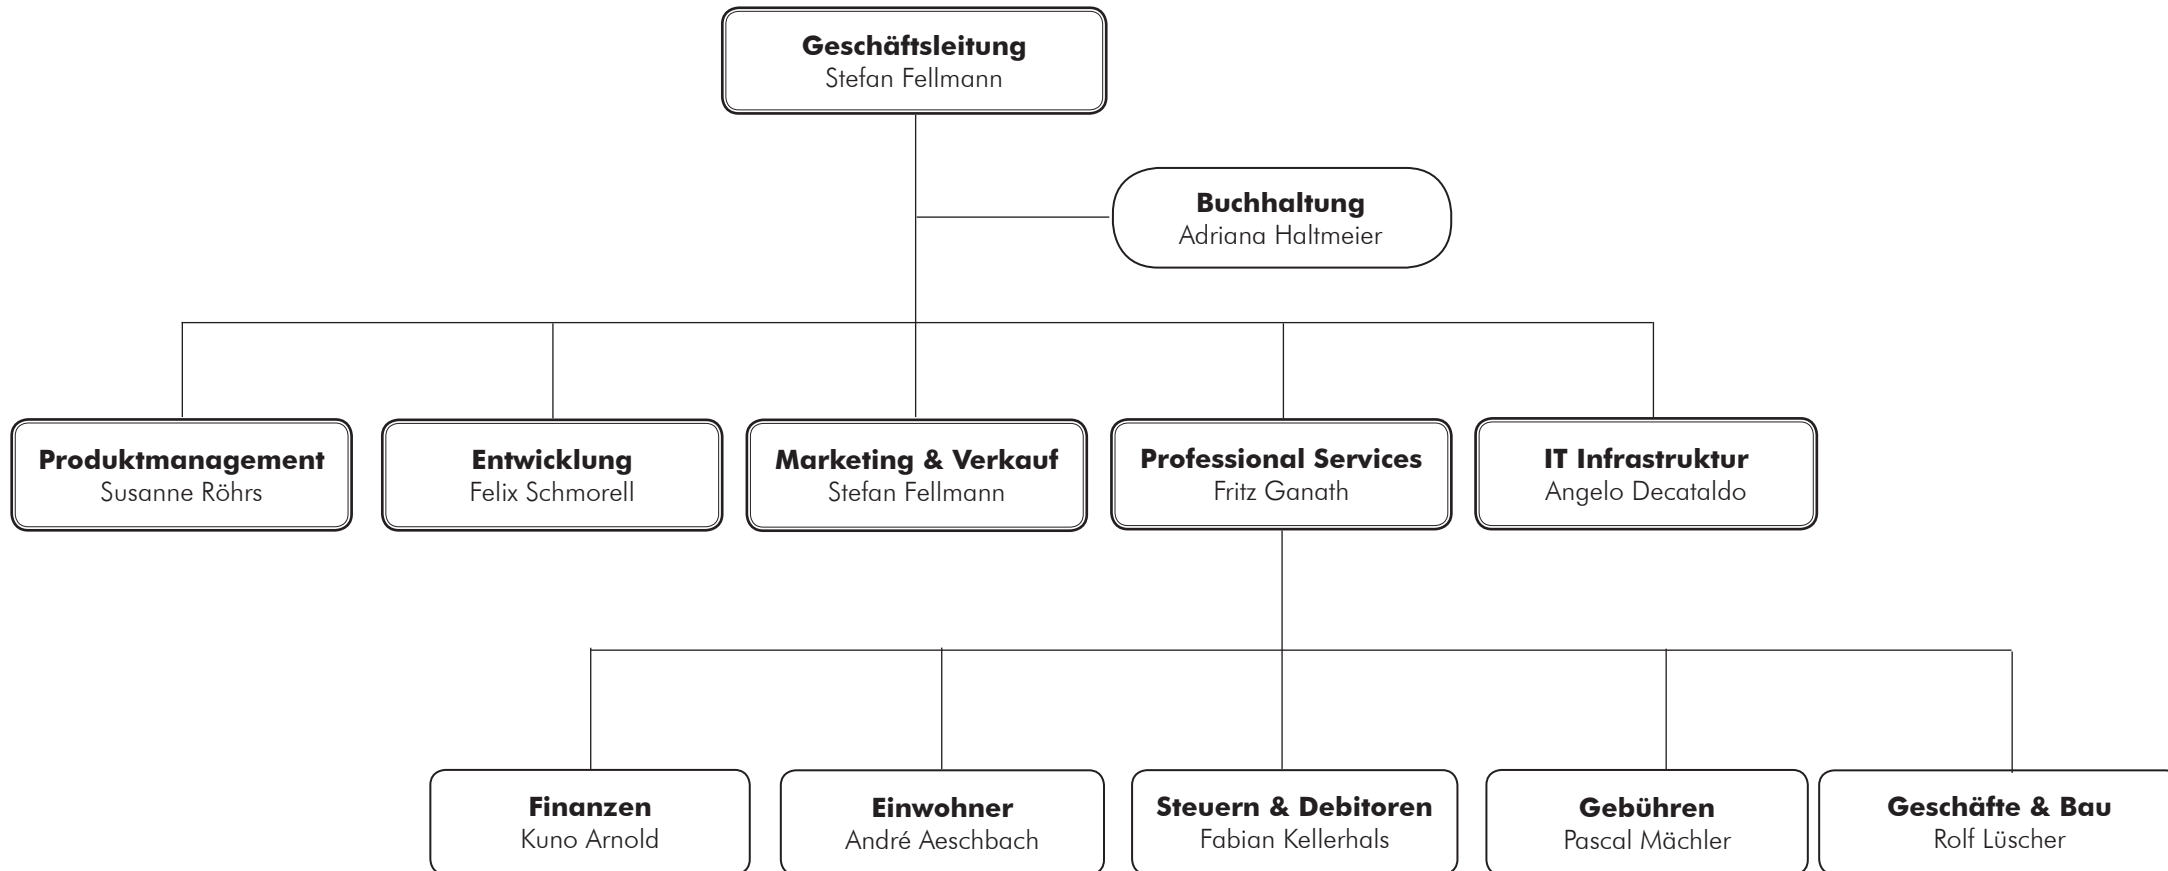 Geschäftsleitung
Stefan Fellmann
Buchhaltung
Adriana Haltmeier
Produktmanagement
Susanne Röhrs
Entwicklung
Felix Schmorell
Marketing & Verkauf
Stefan Fellmann
Professional Services
Fritz Ganath
IT Infrastruktur
Angelo Decataldo
Finanzen
Kuno Arnold
Einwohner
André Aeschbach
Steuern & Debitoren
Fabian Kellerhals
Gebühren
Pascal Mächler
Geschäfte & Bau
Rolf Lüscher